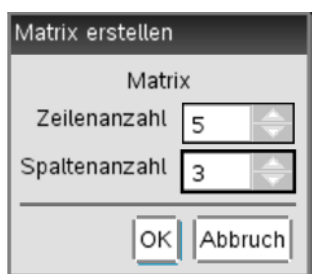 Matrix erstellen
Matrix
Zeilenanzahl 5
Spaltenanzahl 3
OK Abbruch